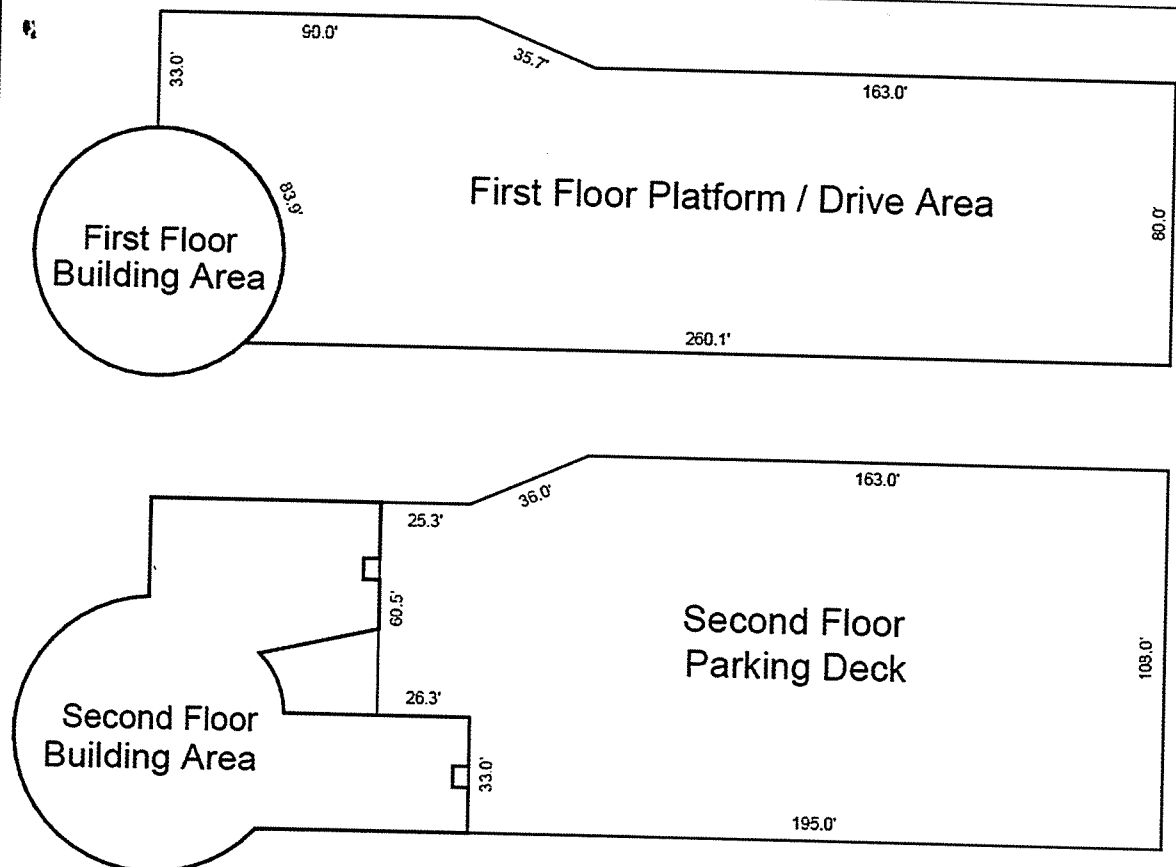 90.0'
33.0'
35.7'
163.0'
83.9'
First Floor Platform / Drive Area
80.0'
First Floor
Building Area
260.1'
163.0'
36.0'
25.3'
60.5'
Second Floor
Parking Deck
108.0'
26.3'
Second Floor
Building Area
33.0'
195.0'